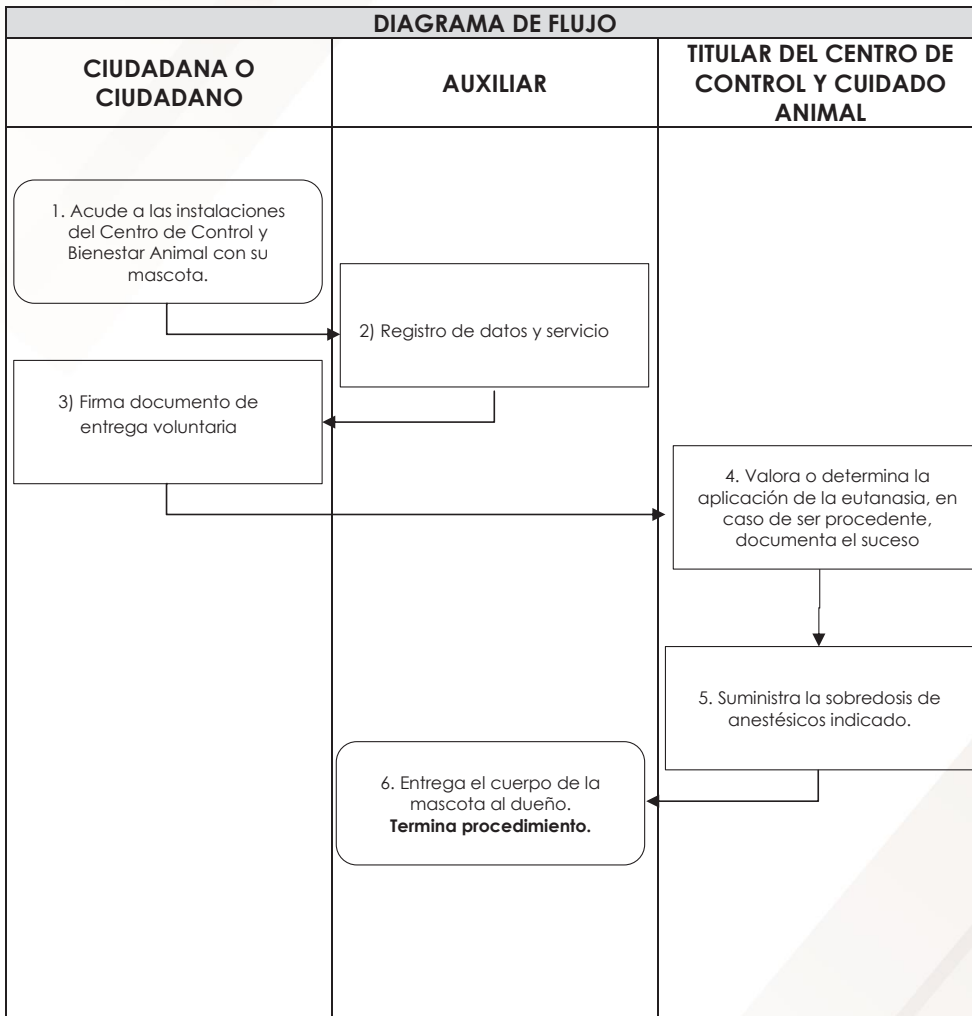 DIAGRAMA DE FLUJO
CIUDADANA O
CIUDADANO
AUXILIAR
TITULAR DEL CENTRO DE
CONTROL Y CUIDADO
ANIMAL
1. Acude a las instalaciones
del Centro de Control y
Bienestar Animal con su
mascota.
2) Registro de datos y servicio
3) Firma documento de
entrega voluntaria
4. Valora o determina la
aplicación de la eutanasia, en
caso de ser procedente,
documenta el suceso
5. Suministra la sobredosis de
anestésicos indicado.
6. Entrega el cuerpo de la
mascota al dueño.
Termina procedimiento.